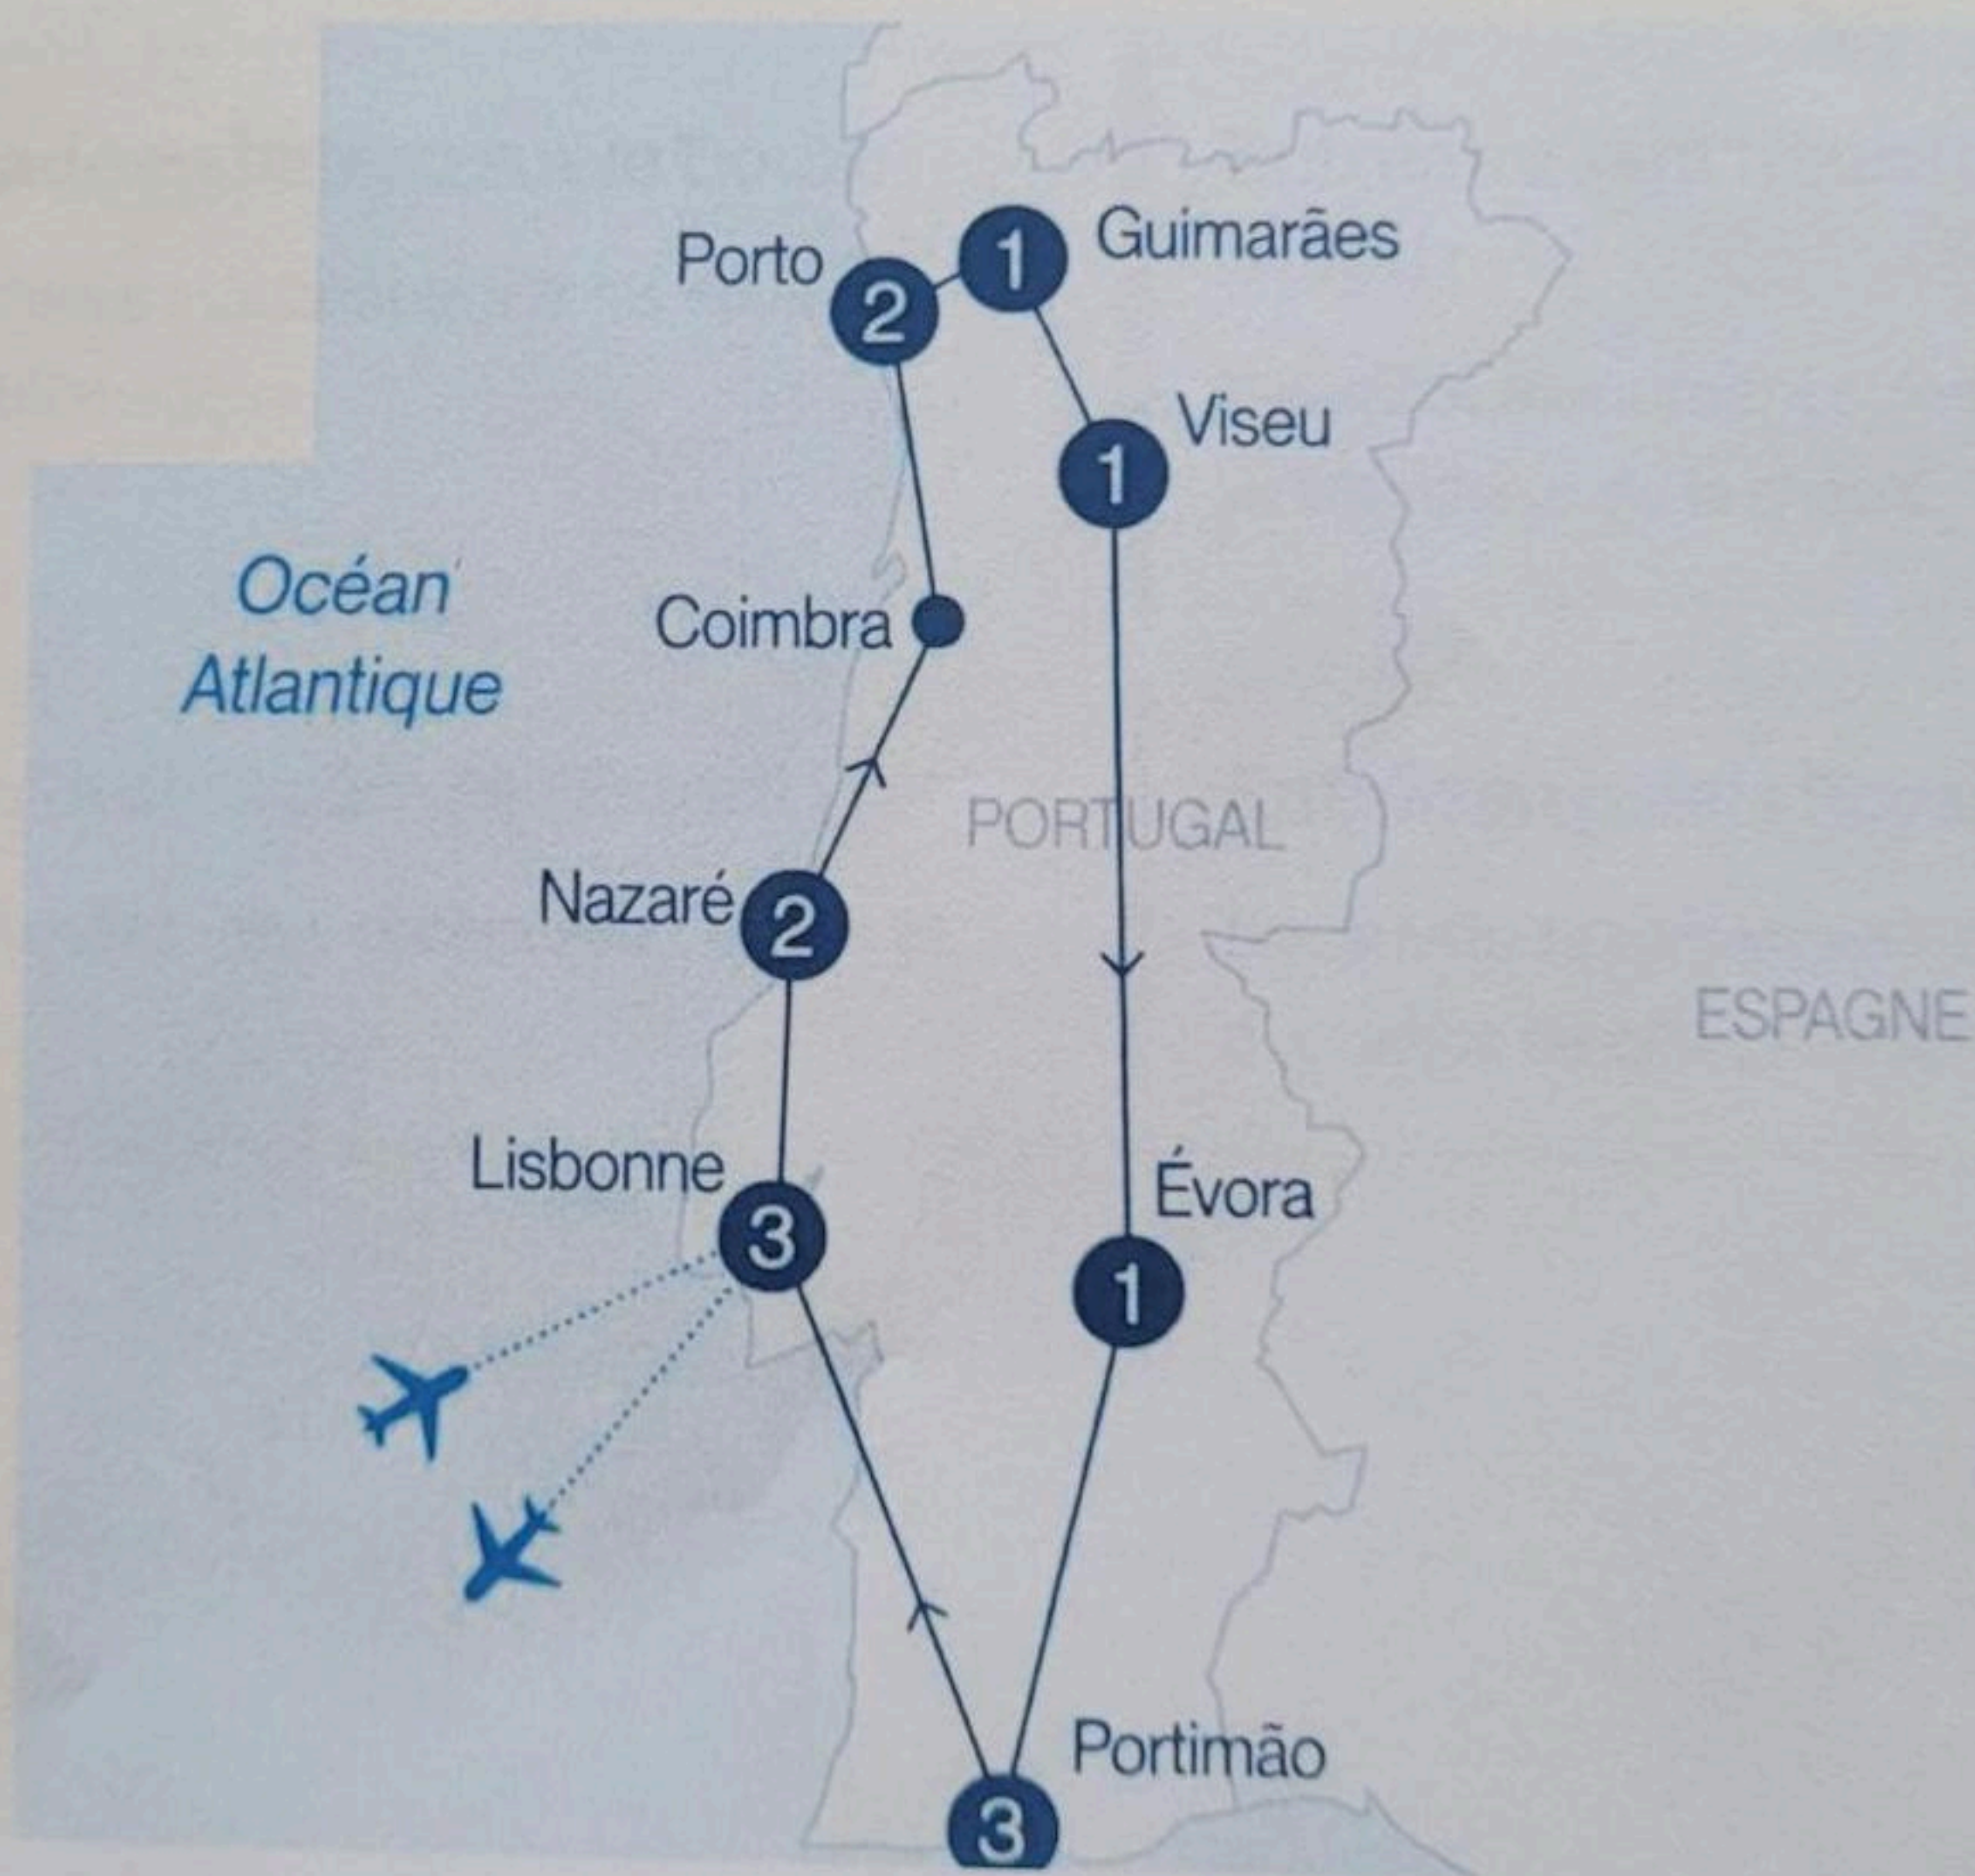 Porto
2
1
Guimarães
Viseu
1
Océan
Atlantique
Coimbra
PORTUGAL
Nazaré
2
ESPAGNE
Lisbonne
3
Évora
1
Portimão
3